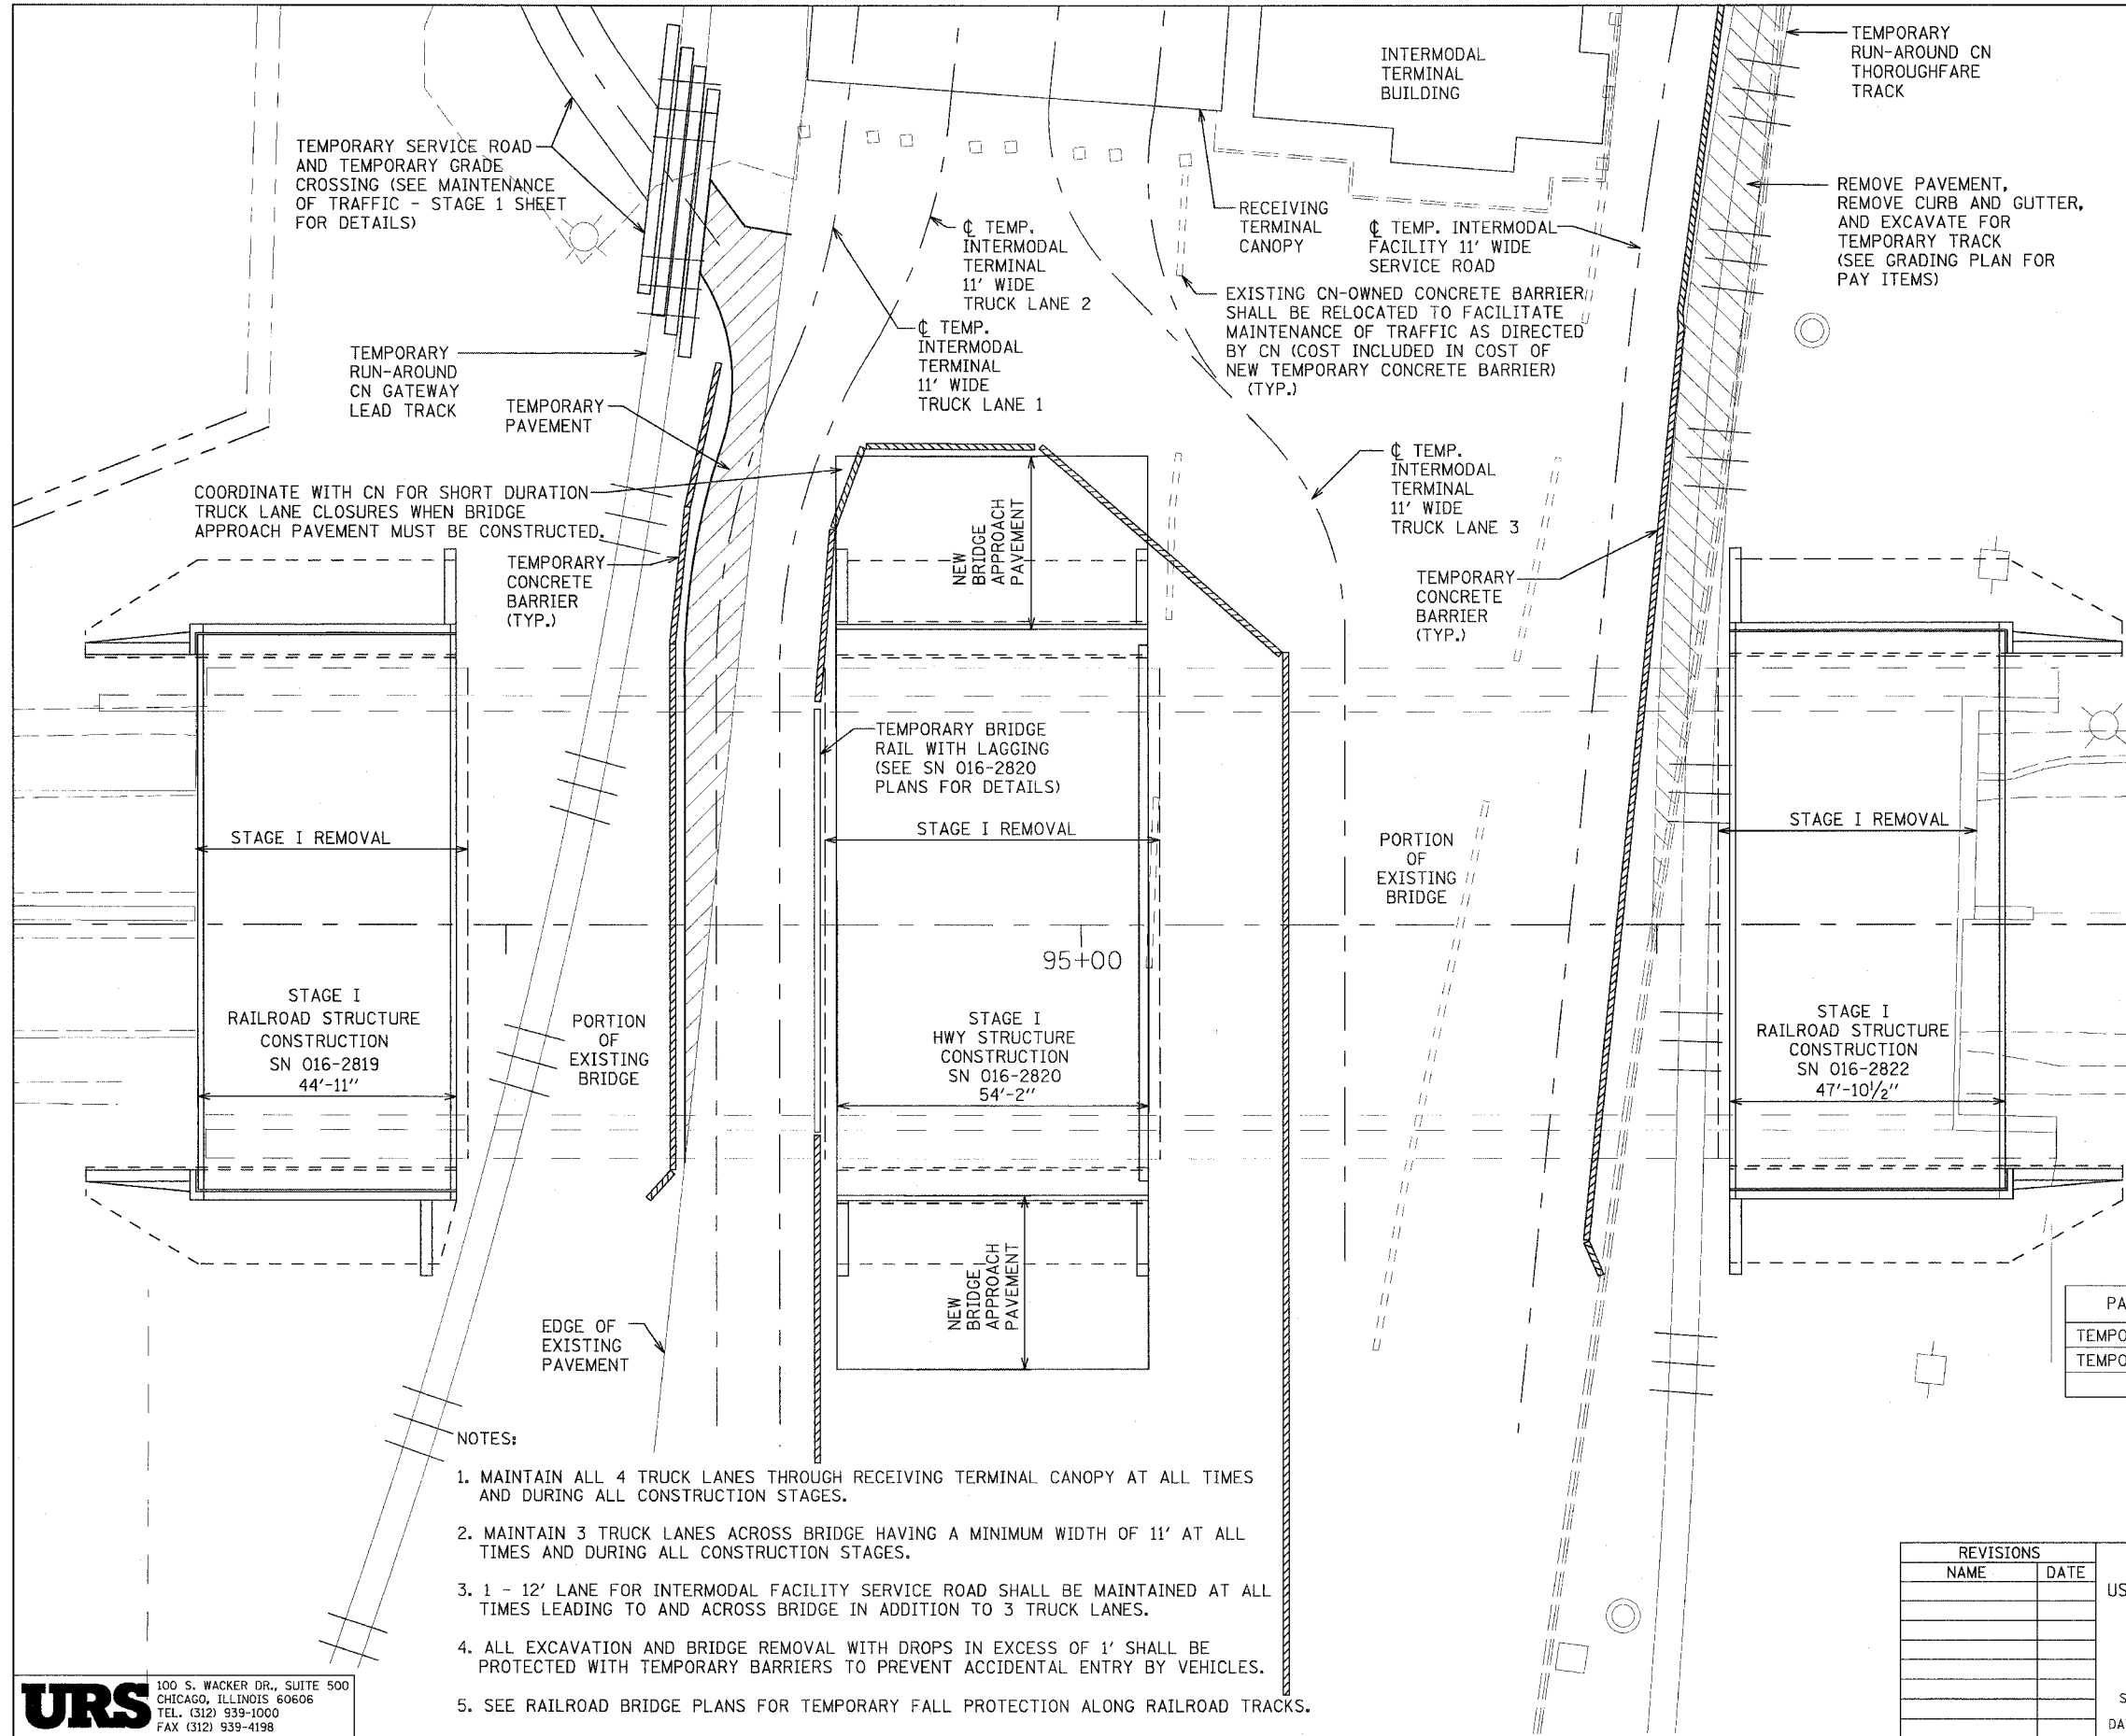 INTERMODAL
TERMINAL
BUILDING
TEMPORARY
RUN-AROUND CN
THOROUGHFARE
TRACK
TEMPORARY SERVICE ROAD
AND TEMPORARY GRADE
CROSSING (SEE MAINTENANCE
OF TRAFFIC - STAGE 1 SHEET
FOR DETAILS)
REMOVE PAVEMENT,
REMOVE CURB AND GUTTER,
AND EXCAVATE FOR
TEMPORARY TRACK
(SEE GRADING PLAN FOR
PAY ITEMS)
RECEIVING
TERMINAL
CANOPY
℄ TEMP. INTERMODAL
FACILITY 11' WIDE
SERVICE ROAD
℄ TEMP.
INTERMODAL
TERMINAL
11' WIDE
TRUCK LANE 2
EXISTING CN-OWNED CONCRETE BARRIER
SHALL BE RELOCATED TO FACILITATE
MAINTENANCE OF TRAFFIC AS DIRECTED
BY CN (COST INCLUDED IN COST OF
NEW TEMPORARY CONCRETE BARRIER)
(TYP.)
℄ TEMP.
INTERMODAL
TERMINAL
11' WIDE
TRUCK LANE 1
TEMPORARY
RUN-AROUND
CN GATEWAY
LEAD TRACK
TEMPORARY
PAVEMENT
℄ TEMP.
INTERMODAL
TERMINAL
11' WIDE
TRUCK LANE 3
COORDINATE WITH CN FOR SHORT DURATION
TRUCK LANE CLOSURES WHEN BRIDGE
APPROACH PAVEMENT MUST BE CONSTRUCTED.
NEW
BRIDGE
APPROACH
PAVEMENT
TEMPORARY
CONCRETE
BARRIER
(TYP.)
TEMPORARY
CONCRETE
BARRIER
(TYP.)
TEMPORARY BRIDGE
RAIL WITH LAGGING
(SEE SN 016-2820
PLANS FOR DETAILS)
STAGE I REMOVAL
STAGE I REMOVAL
STAGE I REMOVAL
PORTION
OF
EXISTING
BRIDGE
95+00
STAGE I
RAILROAD STRUCTURE
CONSTRUCTION
SN 016-2819
44'-11"
PORTION
OF
EXISTING
BRIDGE
STAGE I
HWY STRUCTURE
CONSTRUCTION
SN 016-2820
54'-2"
STAGE I
RAILROAD STRUCTURE
CONSTRUCTION
SN 016-2822
47'-10½"
NEW
BRIDGE
APPROACH
PAVEMENT
EDGE OF
EXISTING
PAVEMENT
PA
TEMPO
TEMPO
NOTES:
1. MAINTAIN ALL 4 TRUCK LANES THROUGH RECEIVING TERMINAL CANOPY AT ALL TIMES
AND DURING ALL CONSTRUCTION STAGES.
2. MAINTAIN 3 TRUCK LANES ACROSS BRIDGE HAVING A MINIMUM WIDTH OF 11' AT ALL
TIMES AND DURING ALL CONSTRUCTION STAGES.
3. 1 - 12' LANE FOR INTERMODAL FACILITY SERVICE ROAD SHALL BE MAINTAINED AT ALL
TIMES LEADING TO AND ACROSS BRIDGE IN ADDITION TO 3 TRUCK LANES.
4. ALL EXCAVATION AND BRIDGE REMOVAL WITH DROPS IN EXCESS OF 1' SHALL BE
PROTECTED WITH TEMPORARY BARRIERS TO PREVENT ACCIDENTAL ENTRY BY VEHICLES.
5. SEE RAILROAD BRIDGE PLANS FOR TEMPORARY FALL PROTECTION ALONG RAILROAD TRACKS.
REVISIONS
NAME DATE
US
S
DA
URS
100 S. WACKER DR., SUITE 500
CHICAGO, ILLINOIS 60606
TEL. (312) 939-1000
FAX (312) 939-4198